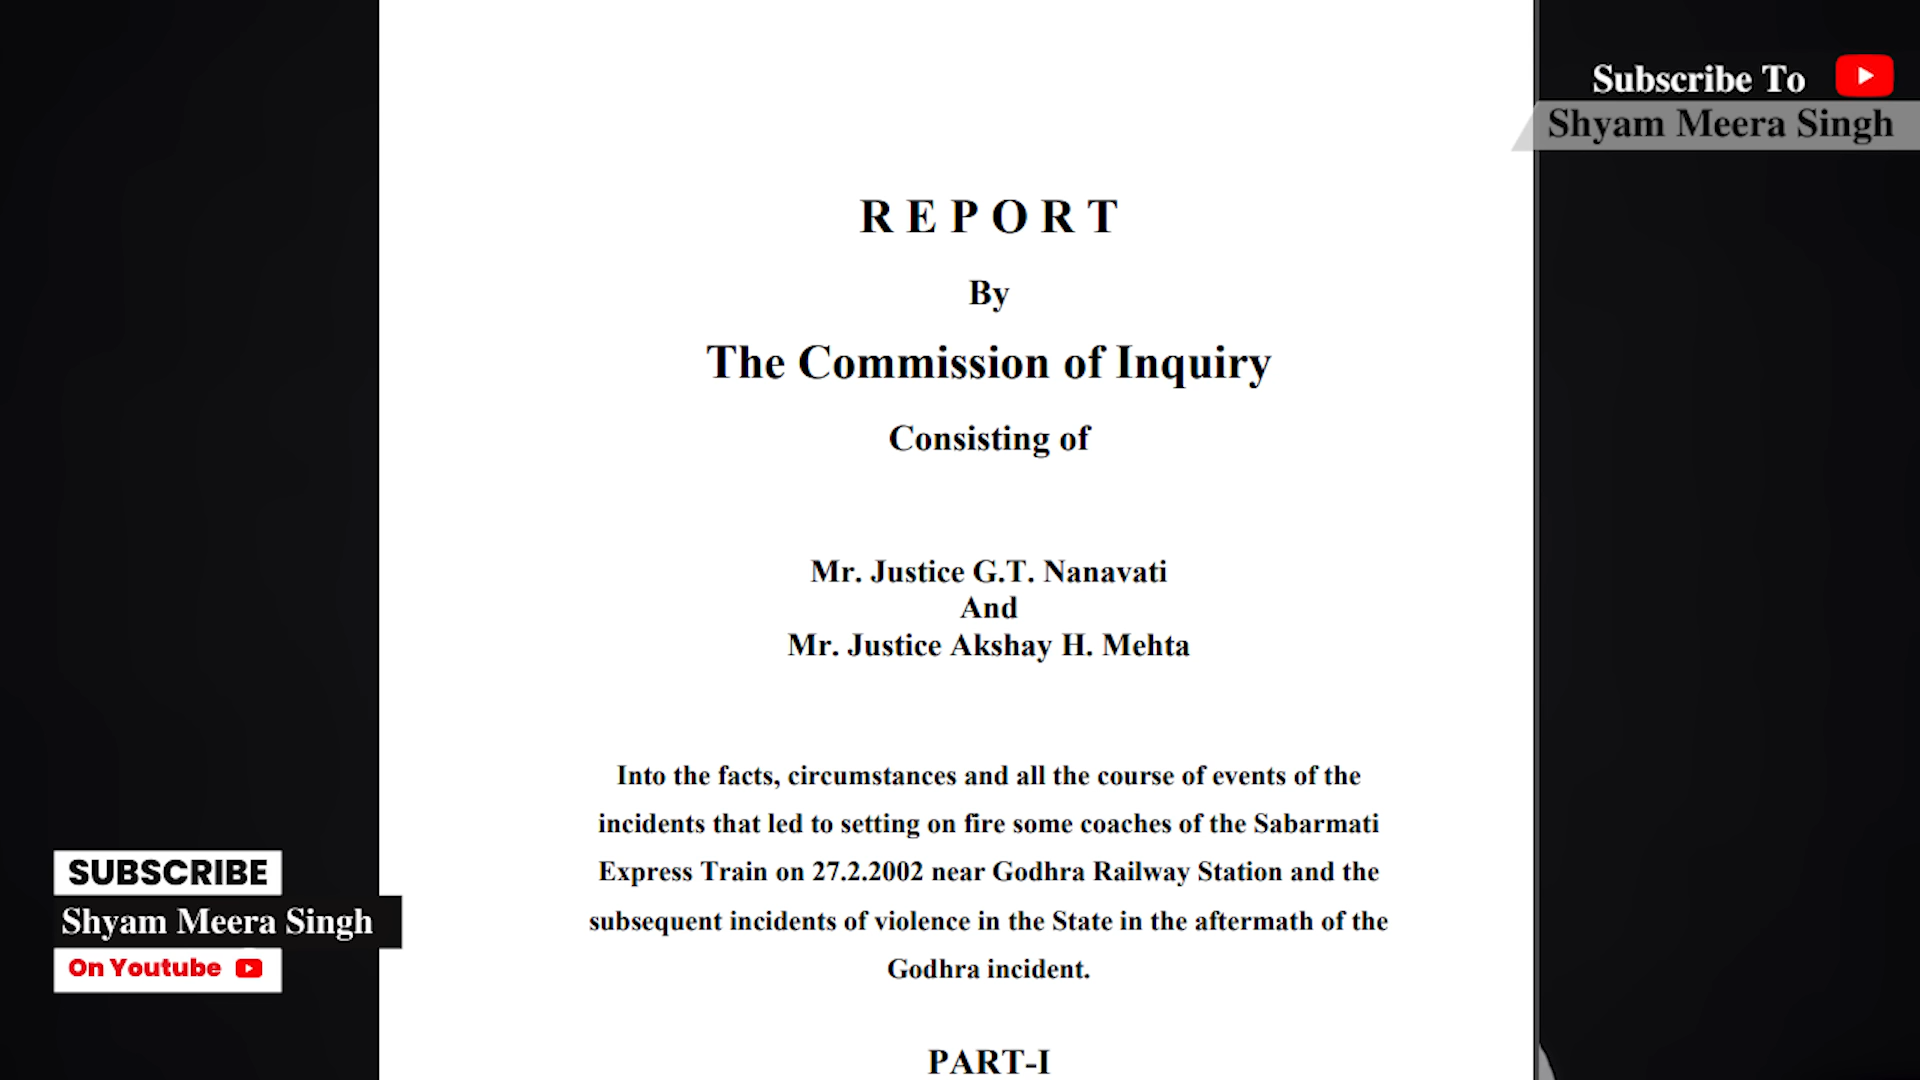 Subscribe To
Shyam Meera Singh
REPORT
By
The Commission of Inquiry
Consisting of
Mr. Justice G.T. Nanavati
And
Mr. Justice Akshay H. Mehta
Into the facts, circumstances and all the course of events of the
incidents that led to setting on fire some coaches of the Sabarmati
Express Train on 27.2.2002 near Godhra Railway Station and the
subsequent incidents of violence in the State in the aftermath of the
Godhra incident.
PART-I
SUBSCRIBE
Shyam Meera Singh
On Youtube